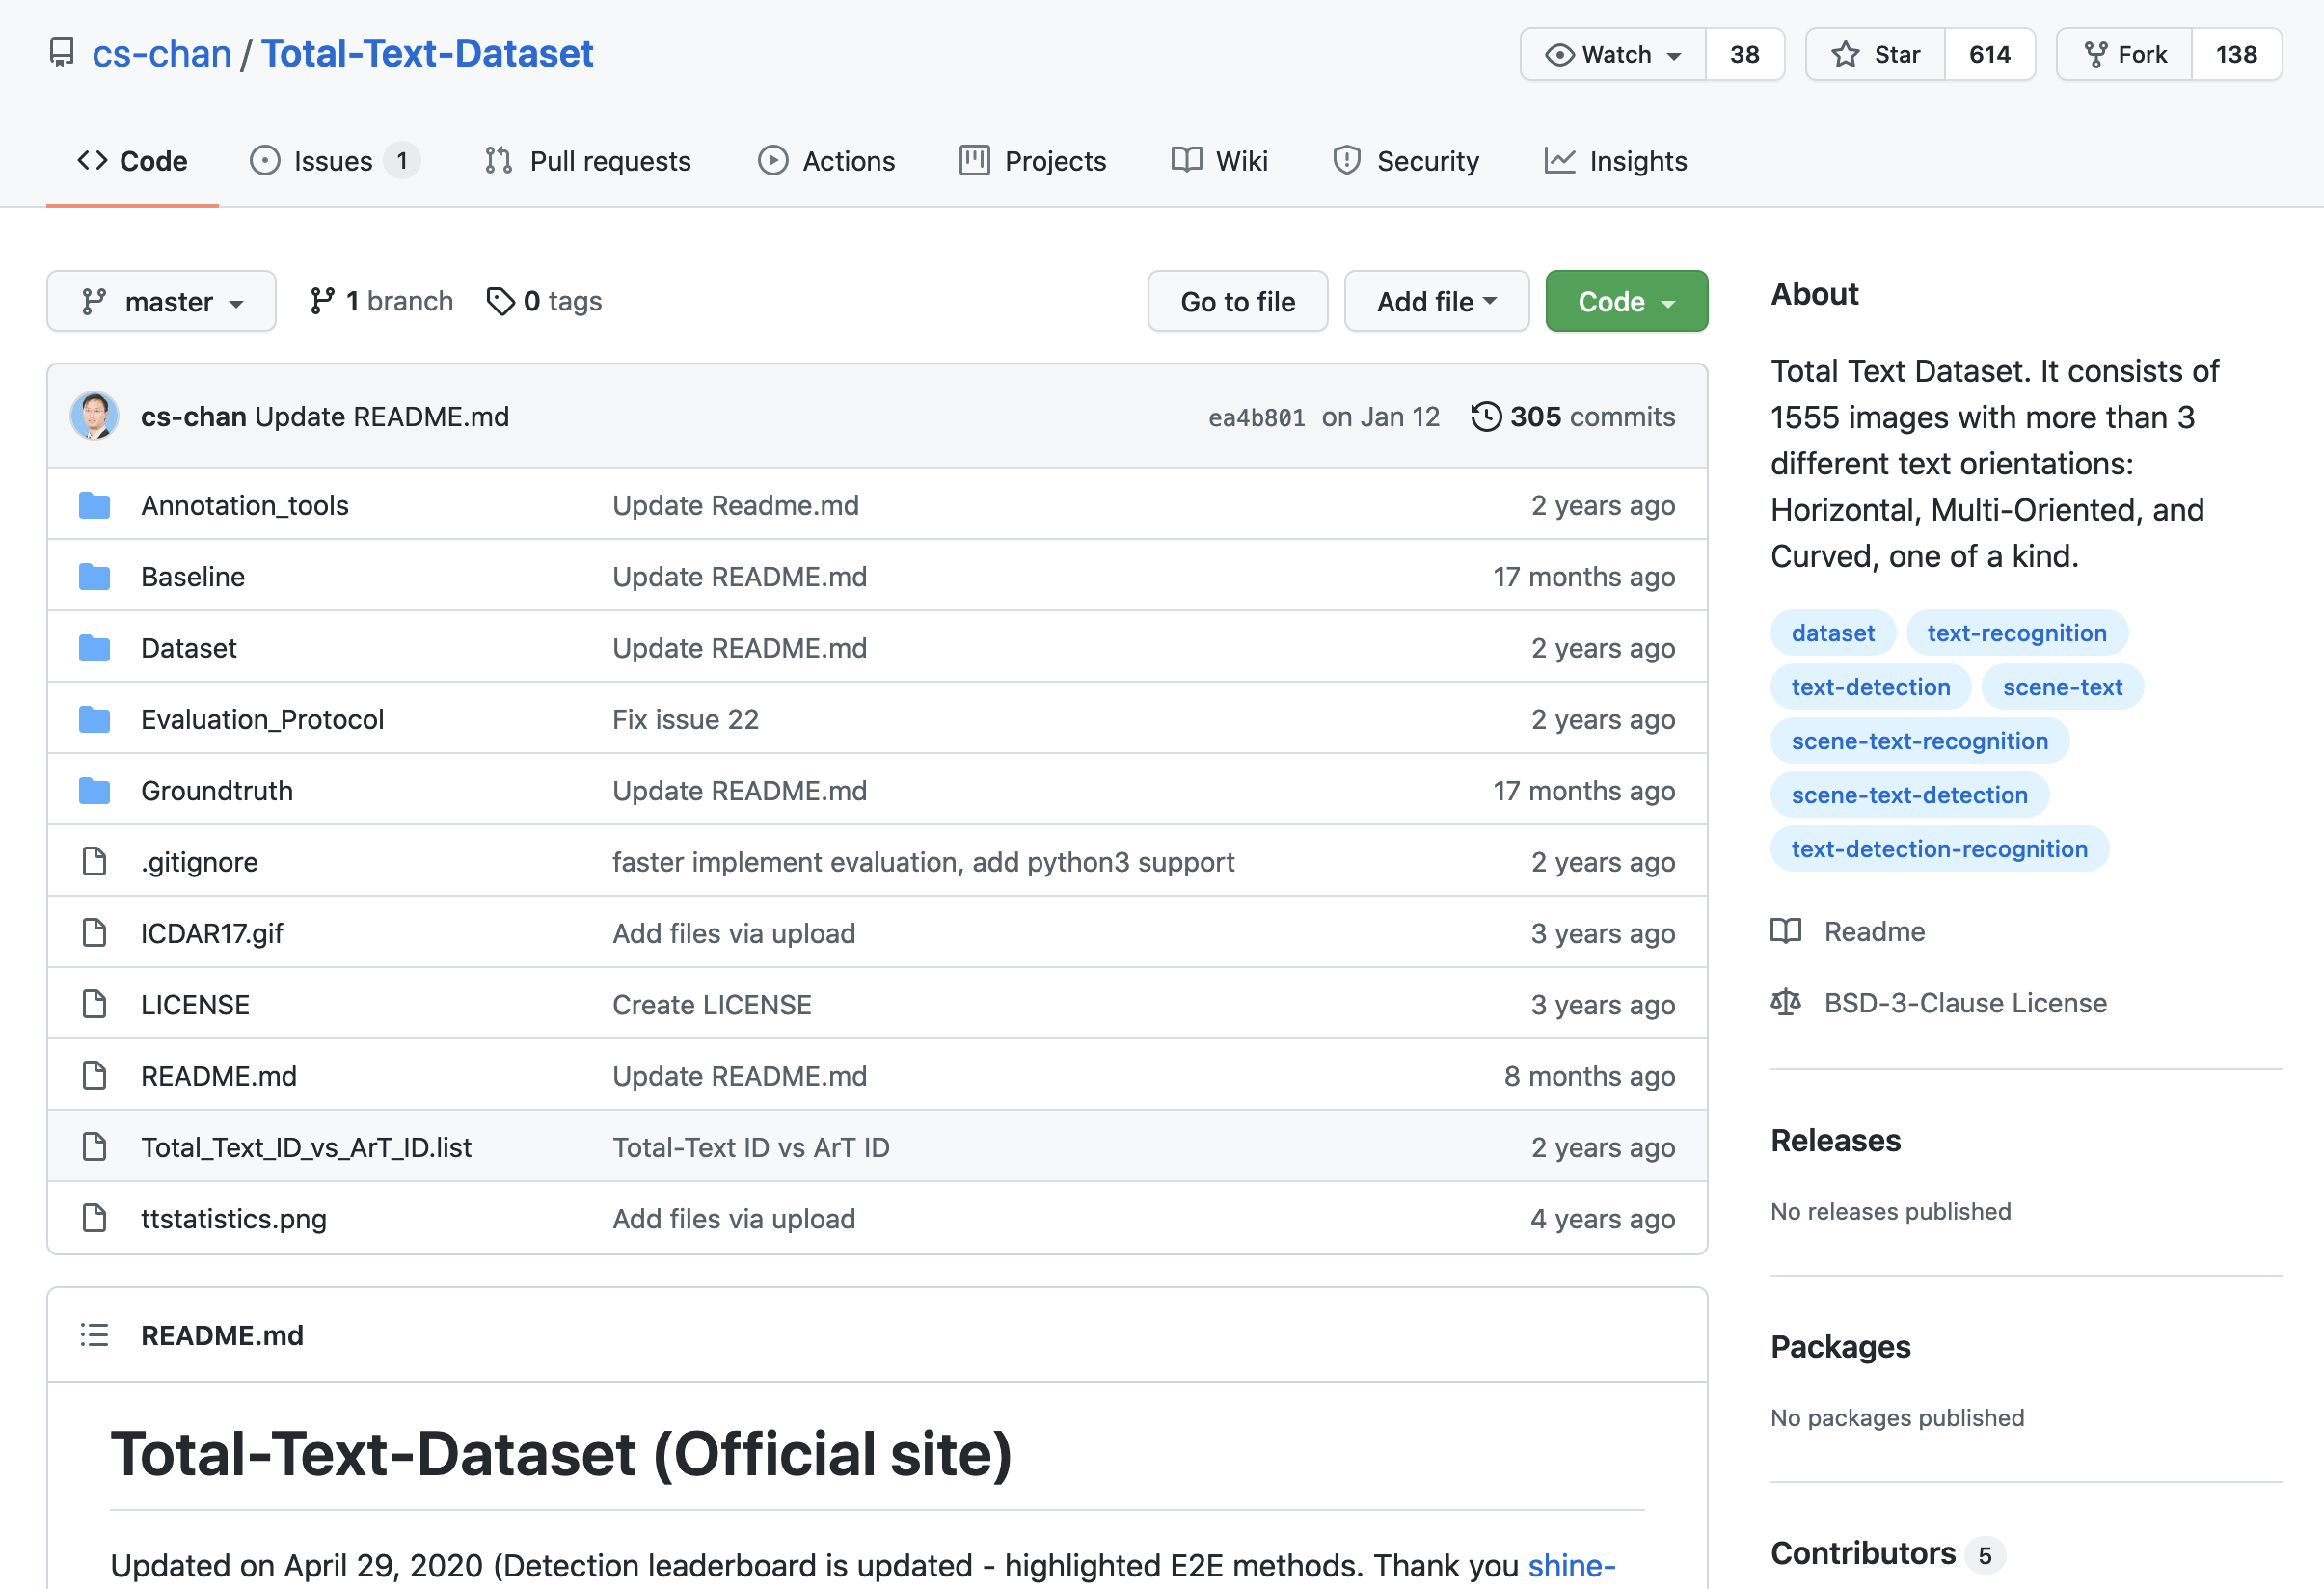 cs-chan / Total-Text-Dataset
Watch 38
Star 614
Fork 138
Code
Issues 1
Pull requests
Actions
Projects
Wiki
Security
Insights
master
1 branch
0 tags
Go to file
Add file
Code
cs-chan Update README.md ea4b801 on Jan 12 305 commits
Annotation_tools Update Readme.md 2 years ago
Baseline Update README.md 17 months ago
Dataset Update README.md 2 years ago
Evaluation_Protocol Fix issue 22 2 years ago
Groundtruth Update README.md 17 months ago
.gitignore faster implement evaluation, add python3 support 2 years ago
ICDAR17.gif Add files via upload 3 years ago
LICENSE Create LICENSE 3 years ago
README.md Update README.md 8 months ago
Total_Text_ID_vs_ArT_ID.list Total-Text ID vs ArT ID 2 years ago
ttstatistics.png Add files via upload 4 years ago
README.md
Total-Text-Dataset (Official site)
Updated on April 29, 2020 (Detection leaderboard is updated - highlighted E2E methods. Thank you shine-
About
Total Text Dataset. It consists of
1555 images with more than 3
different text orientations:
Horizontal, Multi-Oriented, and
Curved, one of a kind.
dataset text-recognition
text-detection scene-text
scene-text-recognition
scene-text-detection
text-detection-recognition
Readme
BSD-3-Clause License
Releases
No releases published
Packages
No packages published
Contributors 5